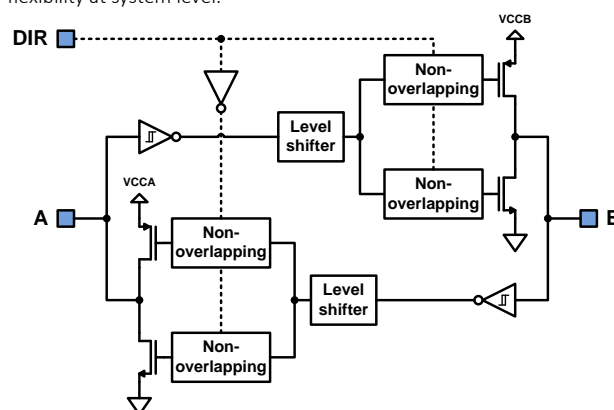 flexibility at system level.
DIR
VCCB
Non-
overlapping
Level
shifter
Non-
overlapping
VCCA
A
B
Non-
overlapping
Level
shifter
Non-
overlapping